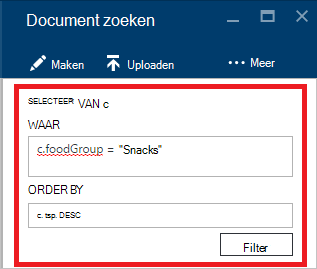 Document zoeken
Maken Uploaden ••• Meer
SELECTEER VAN c
WAAR
c.foodGroup = "Snacks"
ORDER BY
c. tsp. DESC
Filter